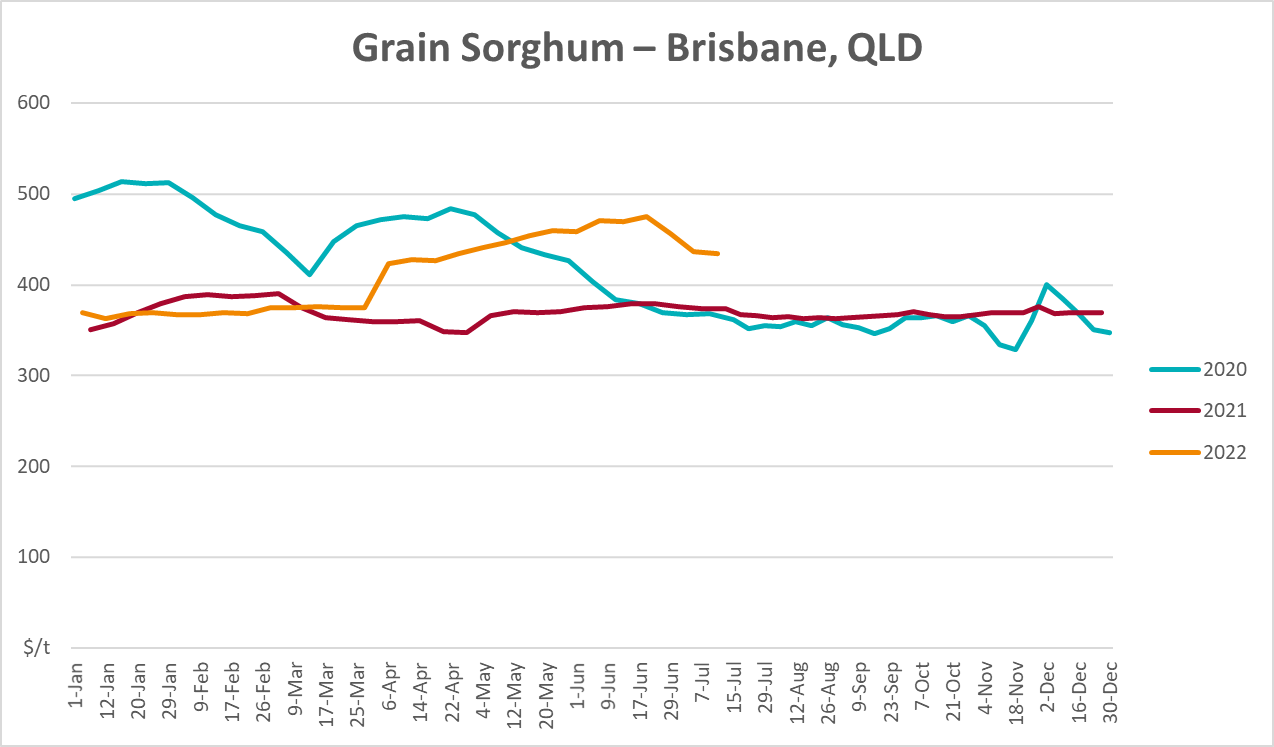 Grain Sorghum – Brisbane, QLD
600
500
400
300
200
100
$/t
2020
2021
2022
1-Jan
12-Jan
20-Jan
29-Jan
9-Feb
17-Feb
26-Feb
9-Mar
17-Mar
25-Mar
6-Apr
14-Apr
22-Apr
4-May
12-May
20-May
1-Jun
9-Jun
17-Jun
29-Jun
7-Jul
15-Jul
29-Jul
12-Aug
26-Aug
9-Sep
23-Sep
7-Oct
21-Oct
4-Nov
18-Nov
2-Dec
16-Dec
30-Dec